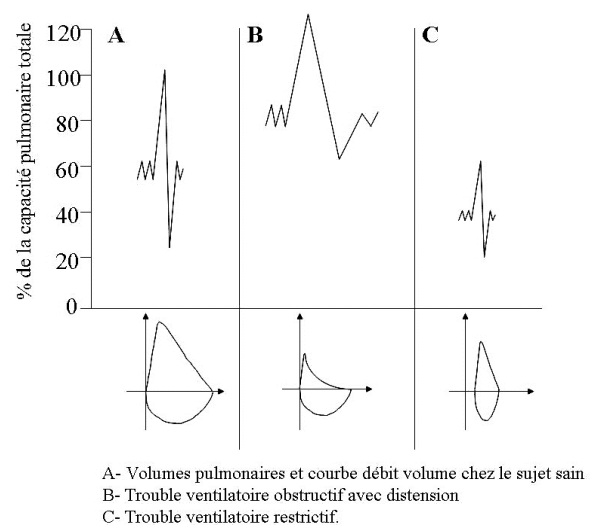 % de la capacité pulmonaire totale
120
100
80
60
40
20
0
A
B
C
A- Volumes pulmonaires et courbe débit volume chez le sujet sain
B- Trouble ventilatoire obstructif avec distension
C- Trouble ventilatoire restrictif.